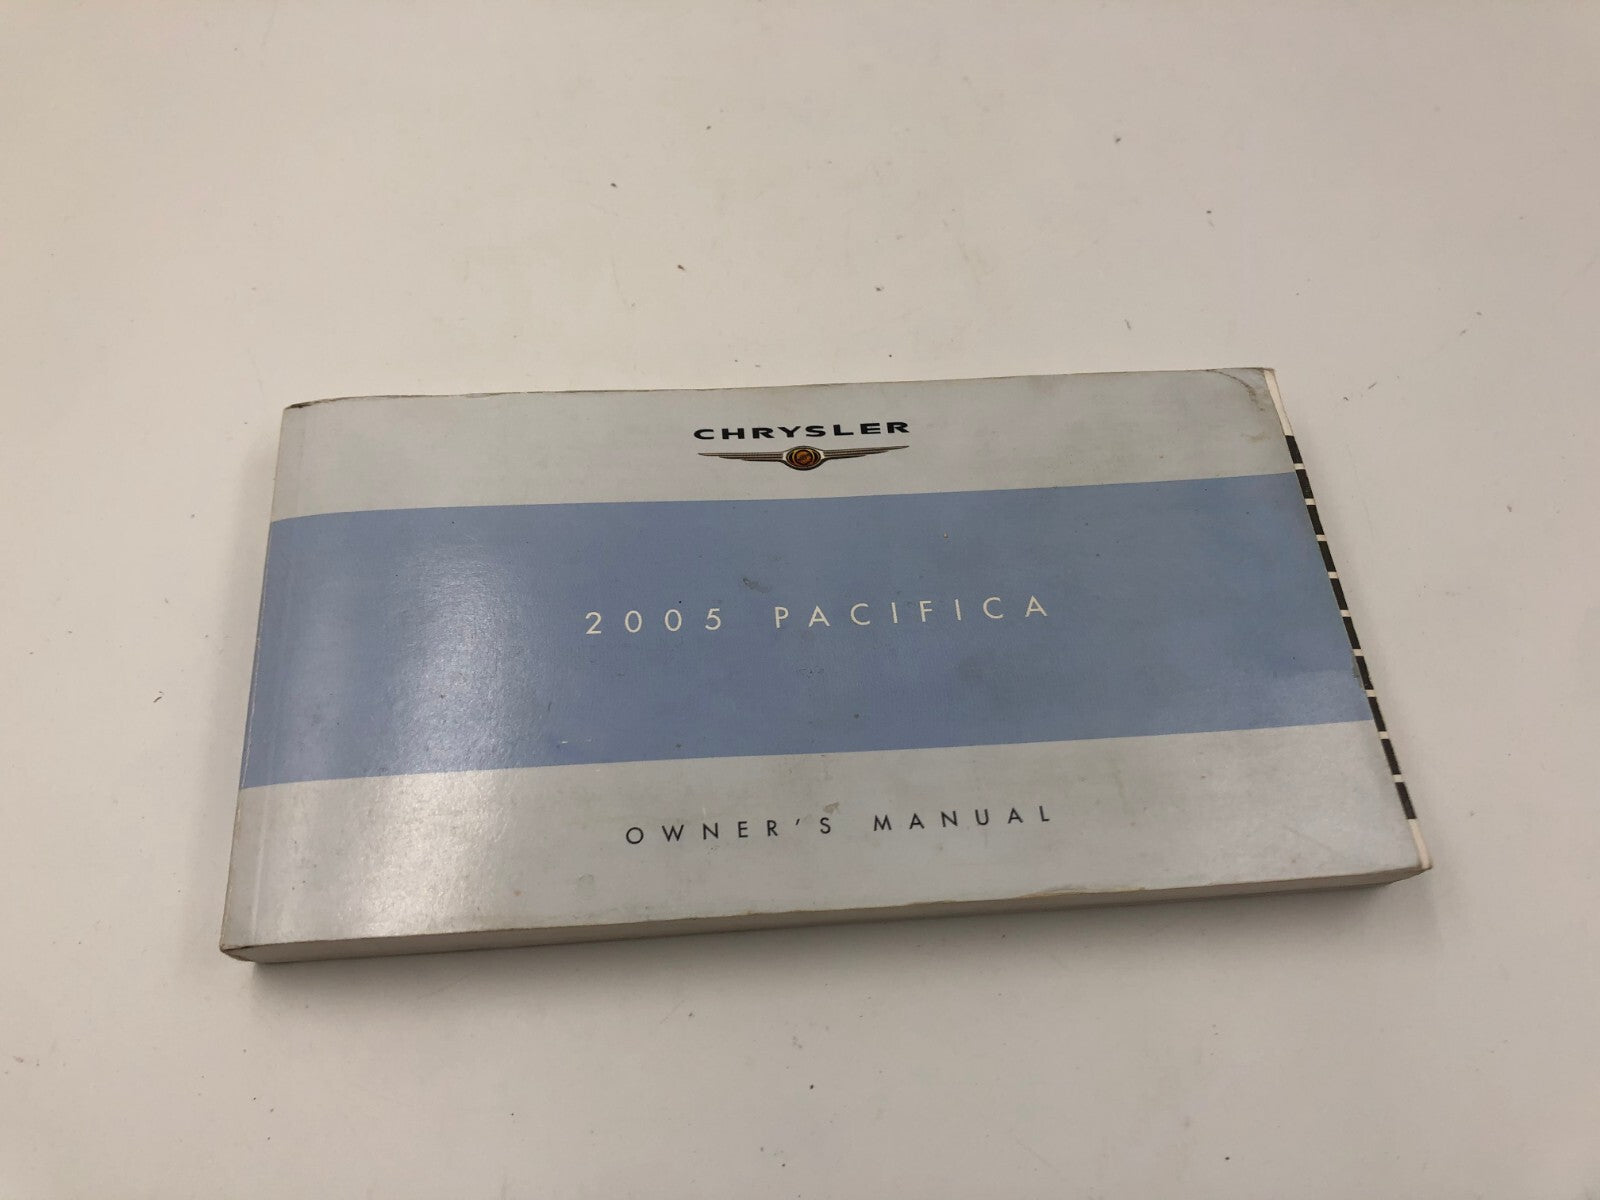 CHRYSLER
2005 PACIFICA
OWNER'S MANUAL